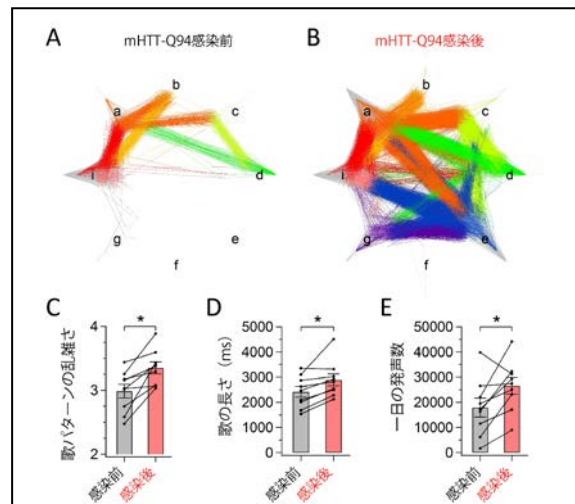 A mHTT-Q94感染前
B mHTT-Q94感染後
b
a c
i d
g e
f
b
a c
i d
g e
f
C *
歌パターンの乱雑さ
4
3
2
感染前 感染後
D *
歌の長さ（ms）
5000
4000
3000
2000
1000
0
感染前 感染後
E *
一日の発声数
50000
40000
30000
20000
10000
0
感染前 感染後